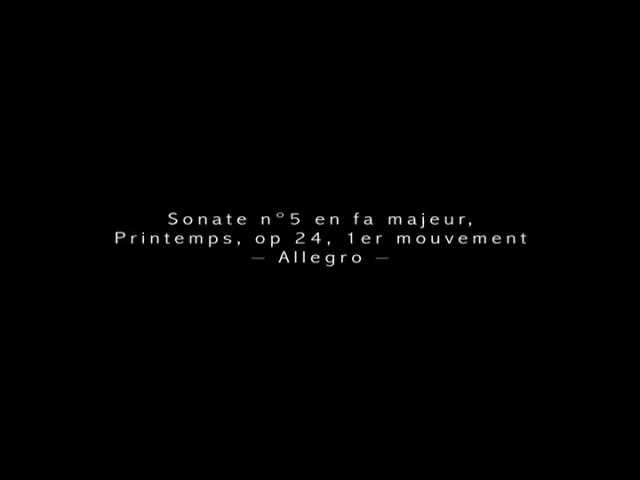 Sonate n°5 en fa majeur,
Printemps, op 24, 1er mouvement
— Allegro —